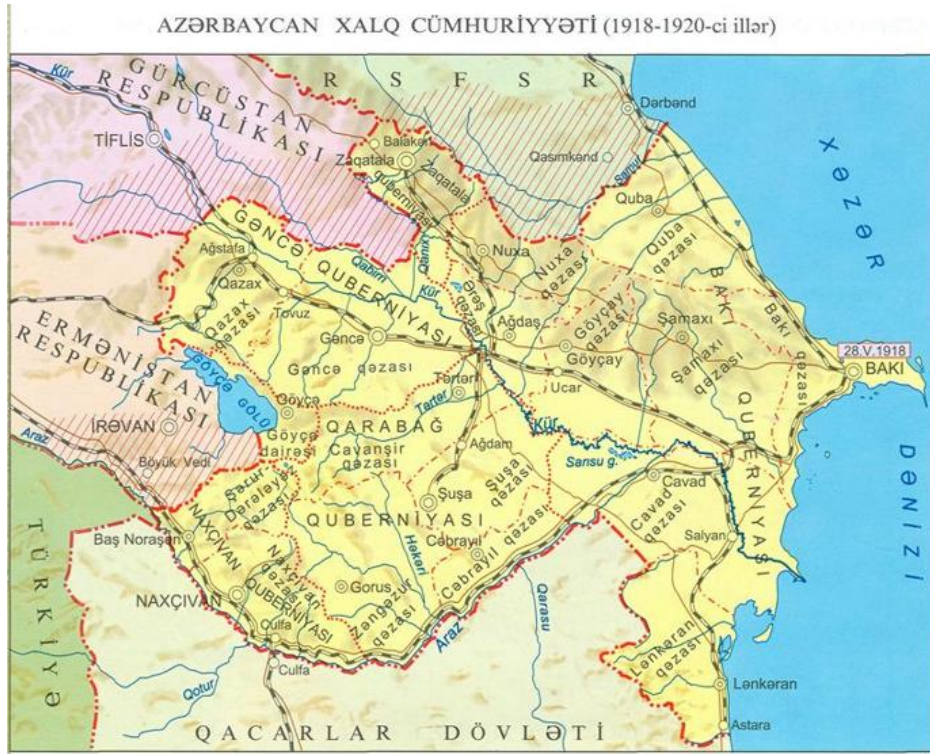 AZƏRBAYCAN XALQ CÜMHURİYYƏTİ (1918-1920-ci illər)
GÜRCÜSTAN
RESPUBLİKASI
R S F S R
Kür
TİFLİS
Dərbənd
Balakən
Zaqatala
Zaqatala
quberniyası
Qasımkənd
Samur
XƏZƏR
Quba
Quba
qəzası
GƏNCƏ QUBERNİYASI
Ağstafa
Qazax
Qazax
qəzası
Tovuz
Qabırrı
Qanıx
Kür
Nuxa
Nuxa
qəzası
Ərəş
qəzası
Ağdaş
Göyçay
qəzası
Göyçay
Şamaxı
Şamaxı
qəzası
BAKI
QUBERNİYASI
Bakı
qəzası
28.V.1918
BAKI
ERMƏNİSTAN
RESPUBLİKASI
Gəncə
Gəncə qəzası
Ucar
GÖYÇƏ GÖLÜ
Göyçə
Göyçə
dairəsi
Tərtər
Tərtər
İRƏVAN
Araz
Böyük Vedi
QARABAĞ
QUBERNİYASI
Cavanşir
qəzası
Ağdam
Kür
Sarısu g.
Şuşa
Şuşa
qəzası
Cavad
Cavad
qəzası
Salyan
DƏNİZİ
Şərur
Dərələyəz
qəzası
Baş Noraşen
NAXÇIVAN QUBERNİYASI
NAXÇIVAN
Naxçıvan
qəzası
Həkəri
Cəbrayıl
Cəbrayıl qəzası
Gorus
Zəngəzur
qəzası
Culfa
Culfa
Araz
Qarasu
Qotur
TÜRKİYƏ
Lənkəran
qəzası
Lənkəran
Astara
QACARLAR DÖVLƏTİ